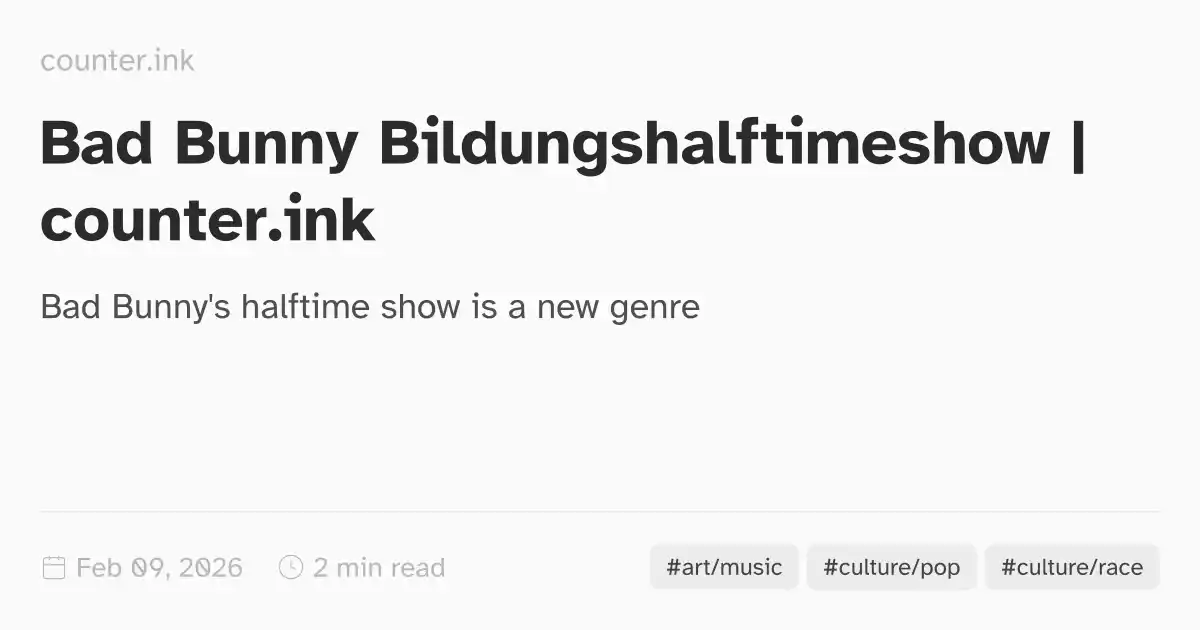 counter.ink
Bad Bunny Bildungshalftimeshow |
counter.ink
Bad Bunny's halftime show is a new genre
Feb 09, 2026
2 min read
#art/music
#culture/pop
#culture/race